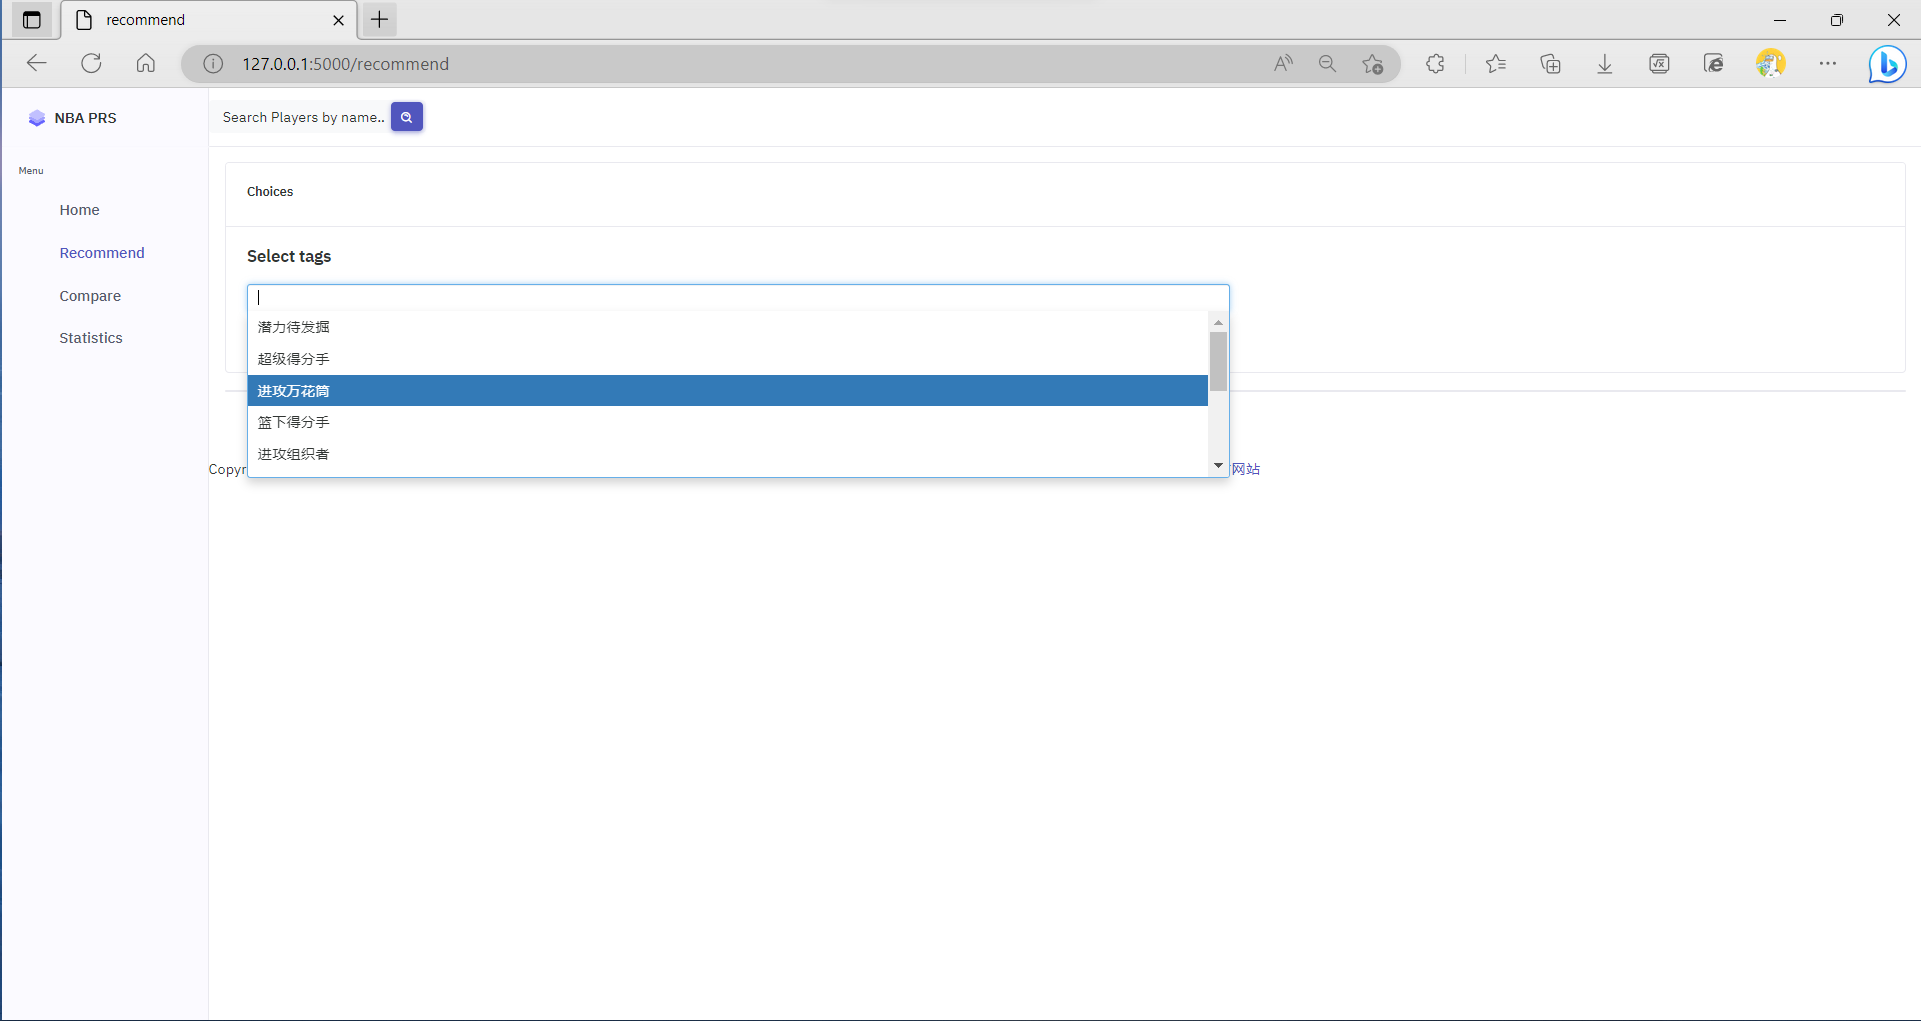 recommend
127.0.0.1:5000/recommend
NBA PRS
Search Players by name..
Menu
Home
Recommend
Compare
Statistics
Choices
Select tags
潜力待发掘
超级得分手
进攻万花筒
篮下得分手
进攻组织者
Copyr
网站